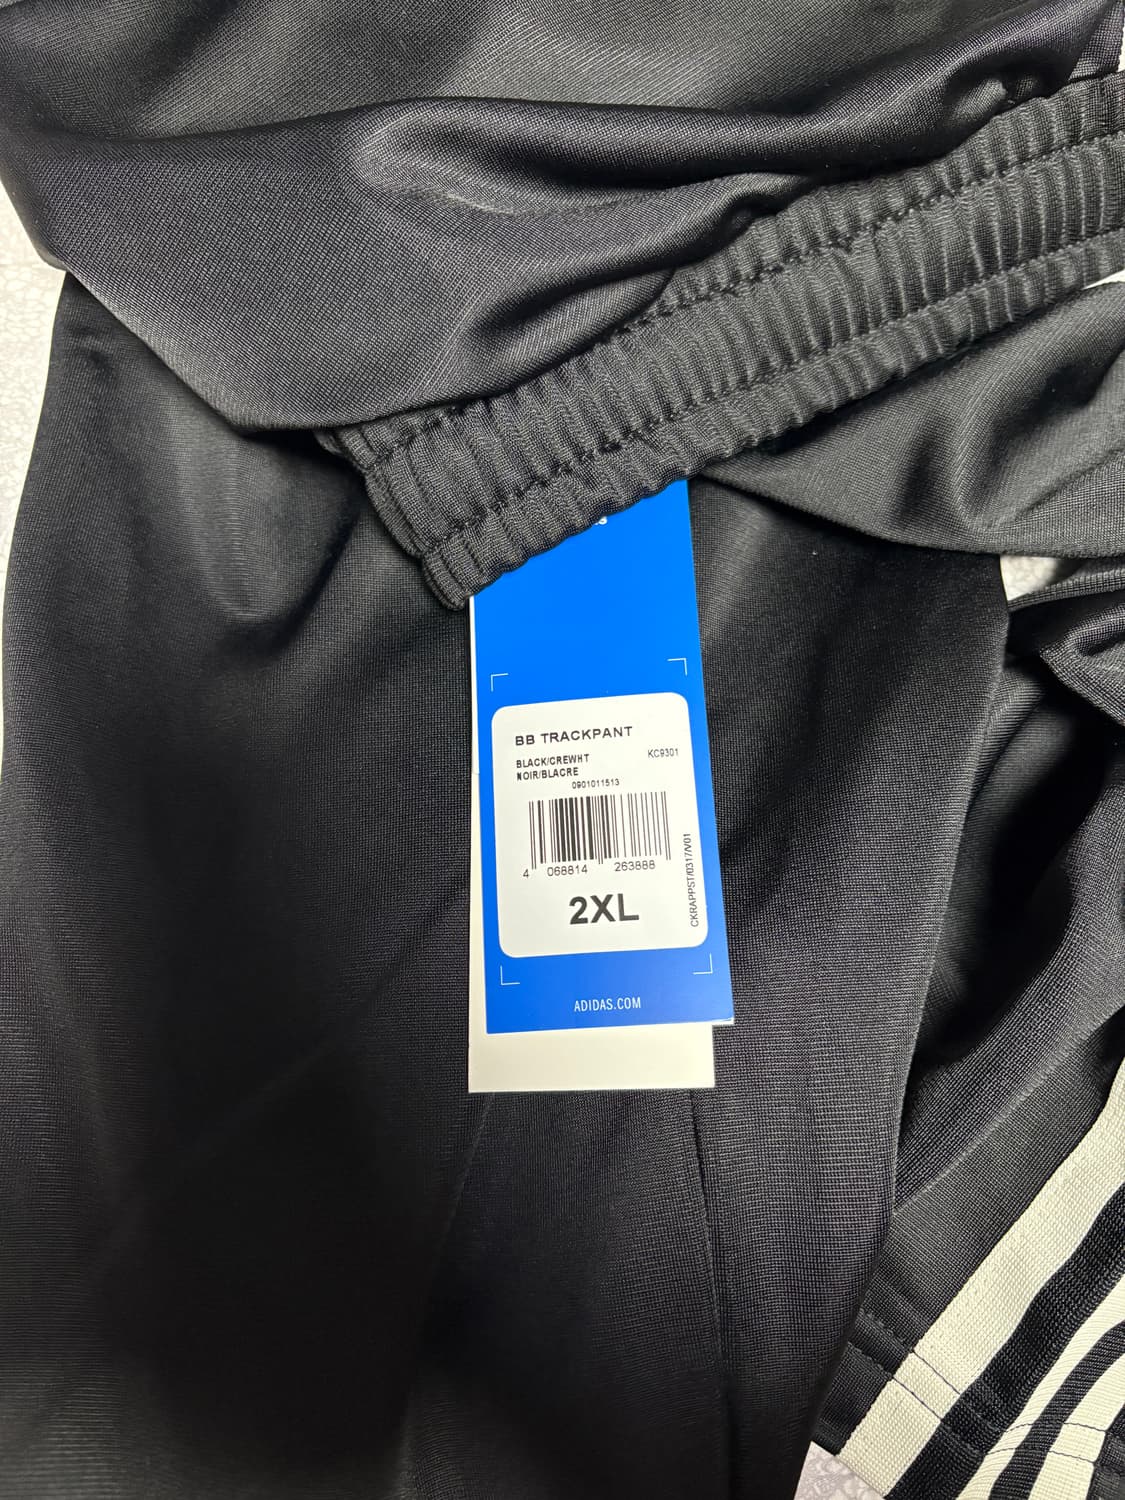 BB TRACKPANT
BLACK/CREWHT KC9301
NOIR/BLACRE
0901011513
4 068814 263888
2XL
CKRAPPST/0317/V01
ADIDAS.COM